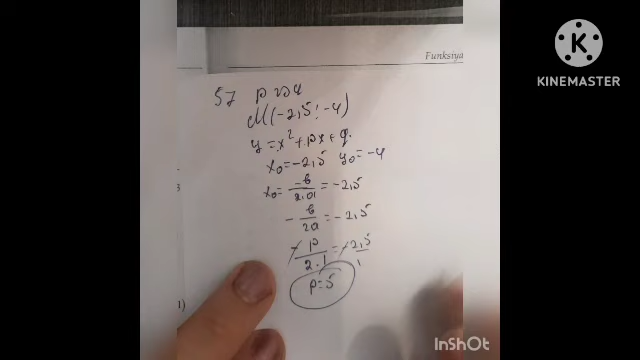 Funksiya
KINEMASTER
57 p
M(-2,5; -4)
y = x² + px + q.
x₀ = -2,5 y₀ = -4
x₀ = -b/2a = -2,5
- b/2a = -2,5
- p/2·1 = -2,5/1
p = 5
InShOt